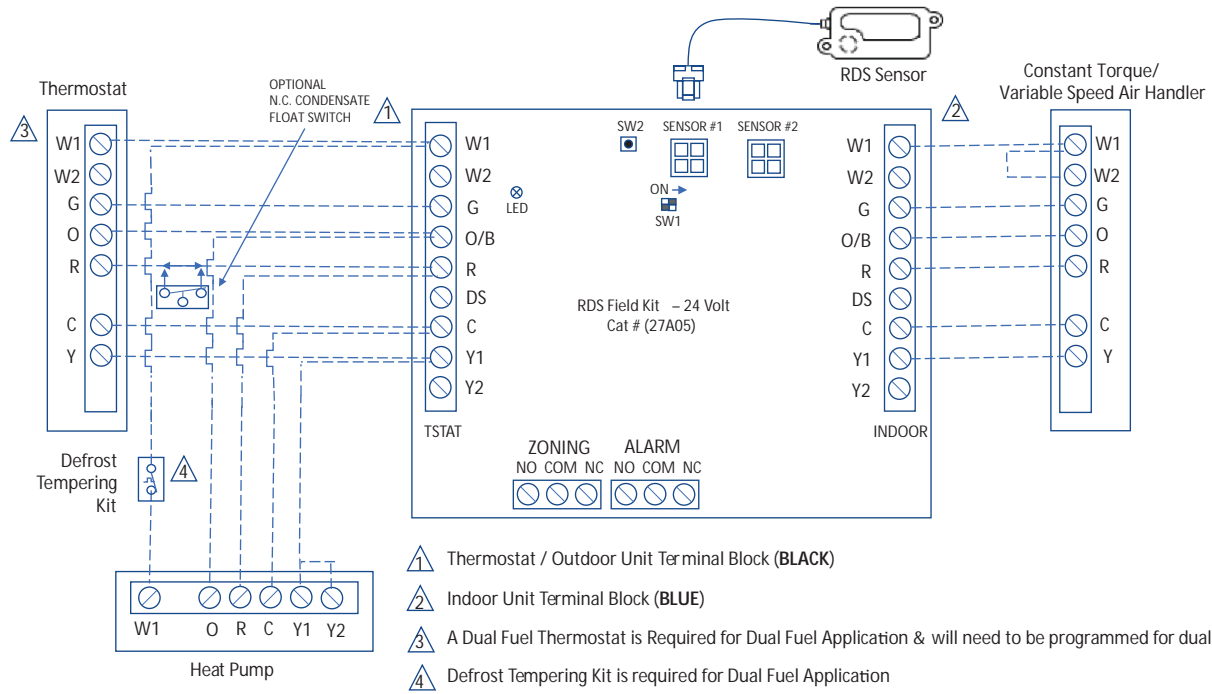 RDS Sensor
Thermostat
OPTIONAL
N.C. CONDENSATE
FLOAT SWITCH
Constant Torque/
Variable Speed Air Handler
3
1
2
W1
W2
G
O
R
C
Y
W1
W2
G
O/B
R
DS
C
Y1
Y2
TSTAT
SW2
SENSOR #1
SENSOR #2
LED
ON
SW1
RDS Field Kit – 24 Volt
Cat # (27A05)
W1
W2
G
O/B
R
DS
C
Y1
Y2
INDOOR
W1
W2
G
O
R
C
Y
ZONING
NO COM NC
ALARM
NO COM NC
Defrost
Tempering
Kit
4
W1 O R C Y1 Y2
Heat Pump
1 Thermostat / Outdoor Unit Terminal Block (BLACK)
2 Indoor Unit Terminal Block (BLUE)
3 A Dual Fuel Thermostat is Required for Dual Fuel Application & will need to be programmed for dual
4 Defrost Tempering Kit is required for Dual Fuel Application